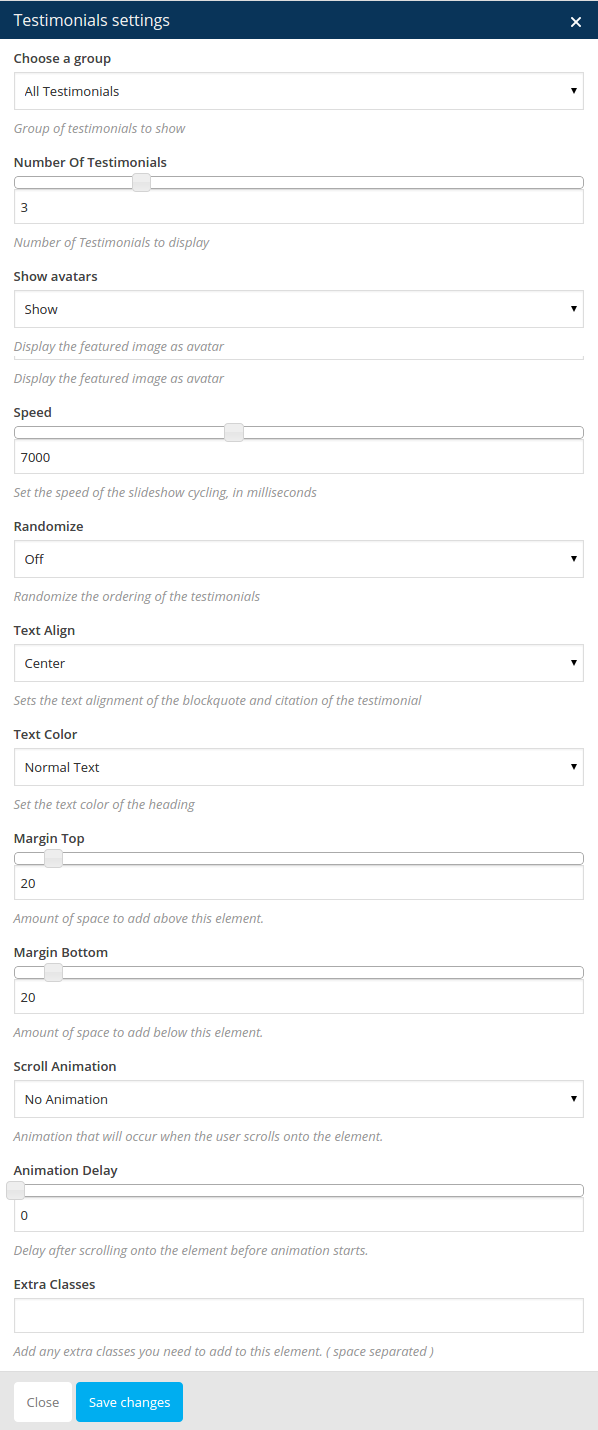 Testimonials settings
Choose a group
All Testimonials
Group of testimonials to show
Number Of Testimonials
3
Number of Testimonials to display
Show avatars
Show
Display the featured image as avatar
Display the featured image as avatar
Speed
7000
Set the speed of the slideshow cycling, in milliseconds
Randomize
Off
Randomize the ordering of the testimonials
Text Align
Center
Sets the text alignment of the blockquote and citation of the testimonial
Text Color
Normal Text
Set the text color of the heading
Margin Top
20
Amount of space to add above this element.
Margin Bottom
20
Amount of space to add below this element.
Scroll Animation
No Animation
Animation that will occur when the user scrolls onto the element.
Animation Delay
0
Delay after scrolling onto the element before animation starts.
Extra Classes
Add any extra classes you need to add to this element. ( space separated )
Close Save changes